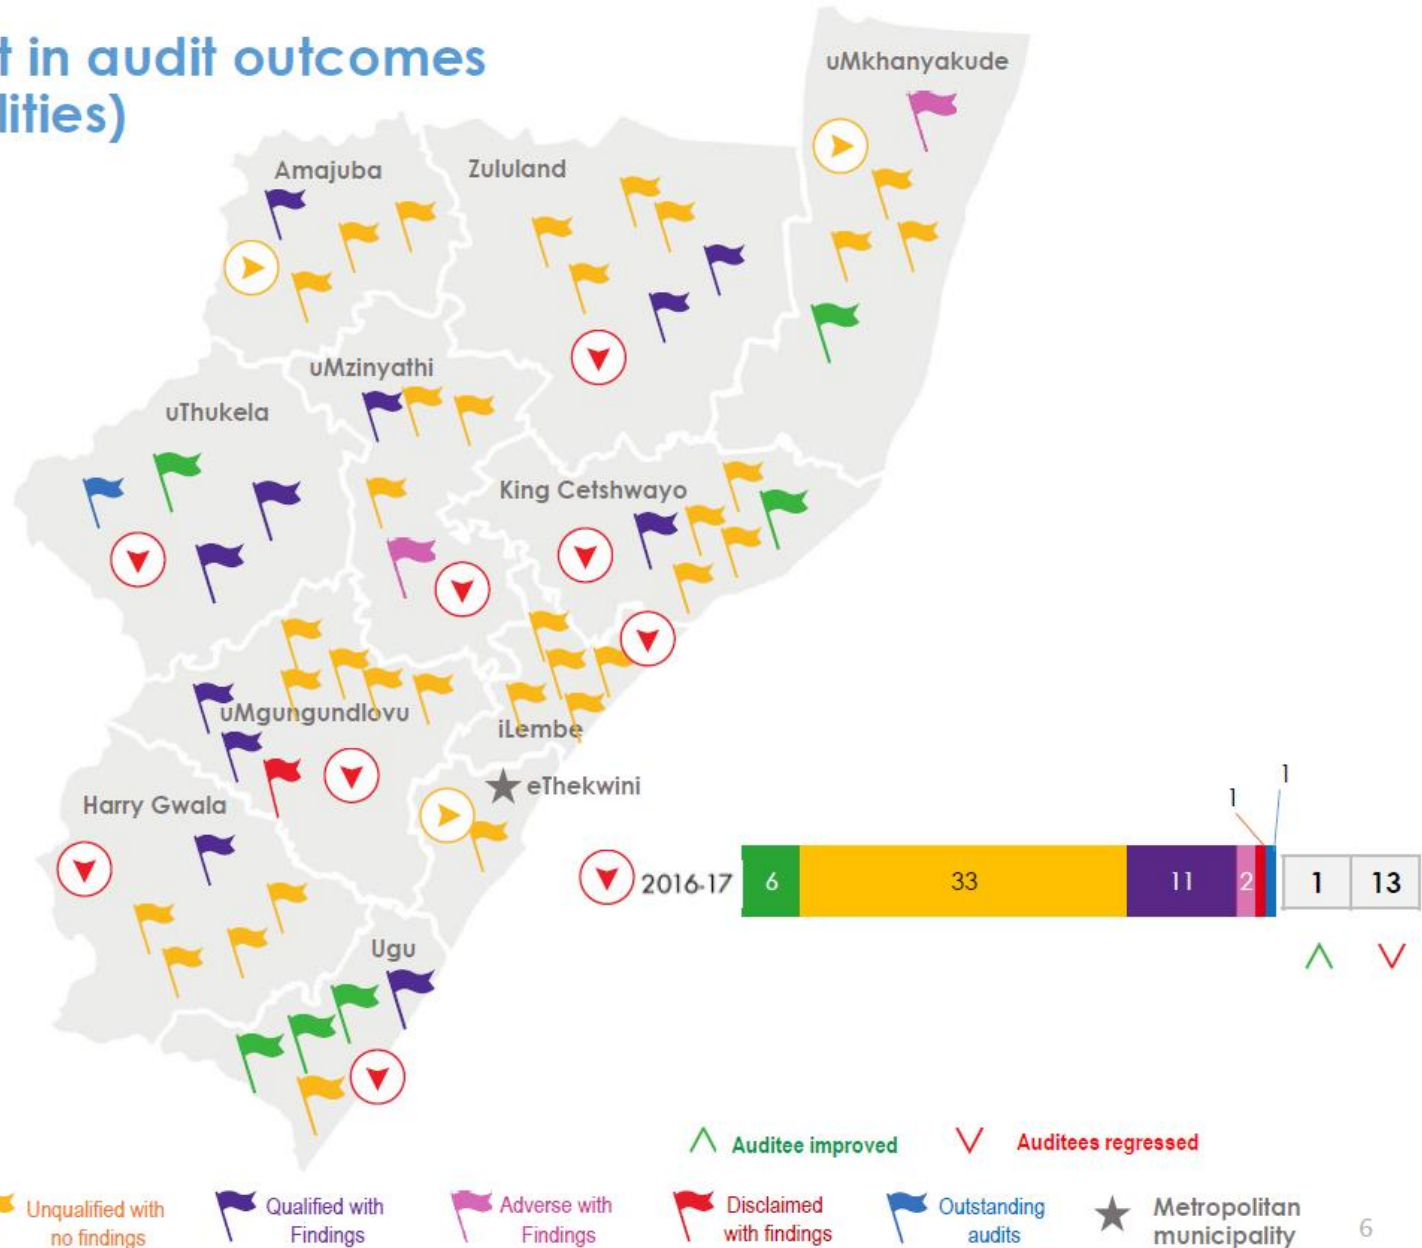 t in audit outcomes
lities)
uMkhanyakude
Amajuba
Zululand
uMzinyathi
uThukela
King Cetshwayo
uMgungundlovu
iLembe
eThekwini
Harry Gwala
Ugu
1
1
2016-17
6
33
11
2
1
13
Auditee improved
Auditees regressed
Unqualified with
no findings
Qualified with
Findings
Adverse with
Findings
Disclaimed
with findings
Outstanding
audits
Metropolitan
municipality
6